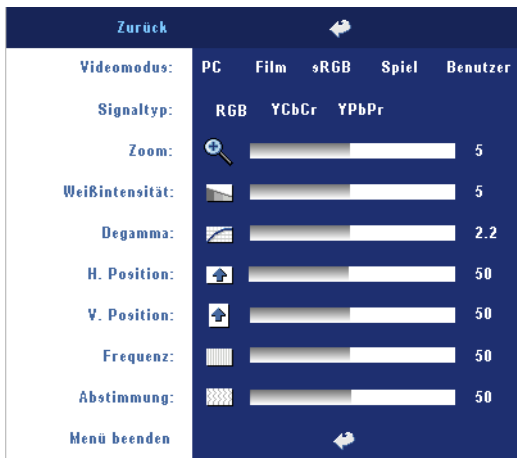 Zurück
Videomodus: PC Film sRGB Spiel Benutzer
Signaltyp: RGB YCbCr YPbPr
Zoom: 5
Weißintensität: 5
Degamma: 2.2
H. Position: 50
V. Position: 50
Frequenz: 50
Abstimmung: 50
Menü beenden